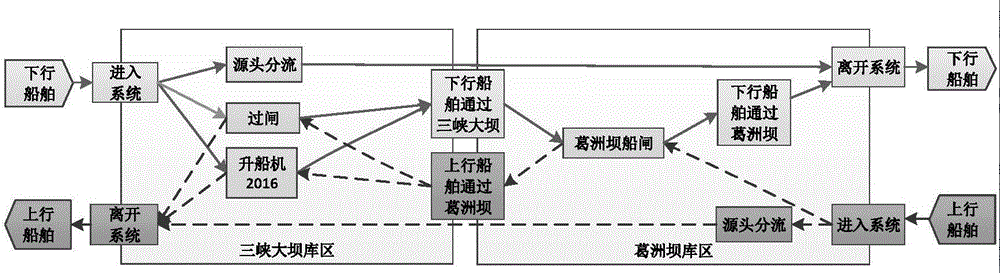 下行
船舶
进入
系统
源头分流
过闸
升船机
2016
下行船
舶通过
三峡大坝
上行船
舶通过
葛洲坝
葛洲坝船闸
下行船
舶通过
葛洲坝
离开系统
下行
船舶
上行
船舶
离开
系统
源头分流
进入系统
上行
船舶
三峡大坝库区
葛洲坝库区